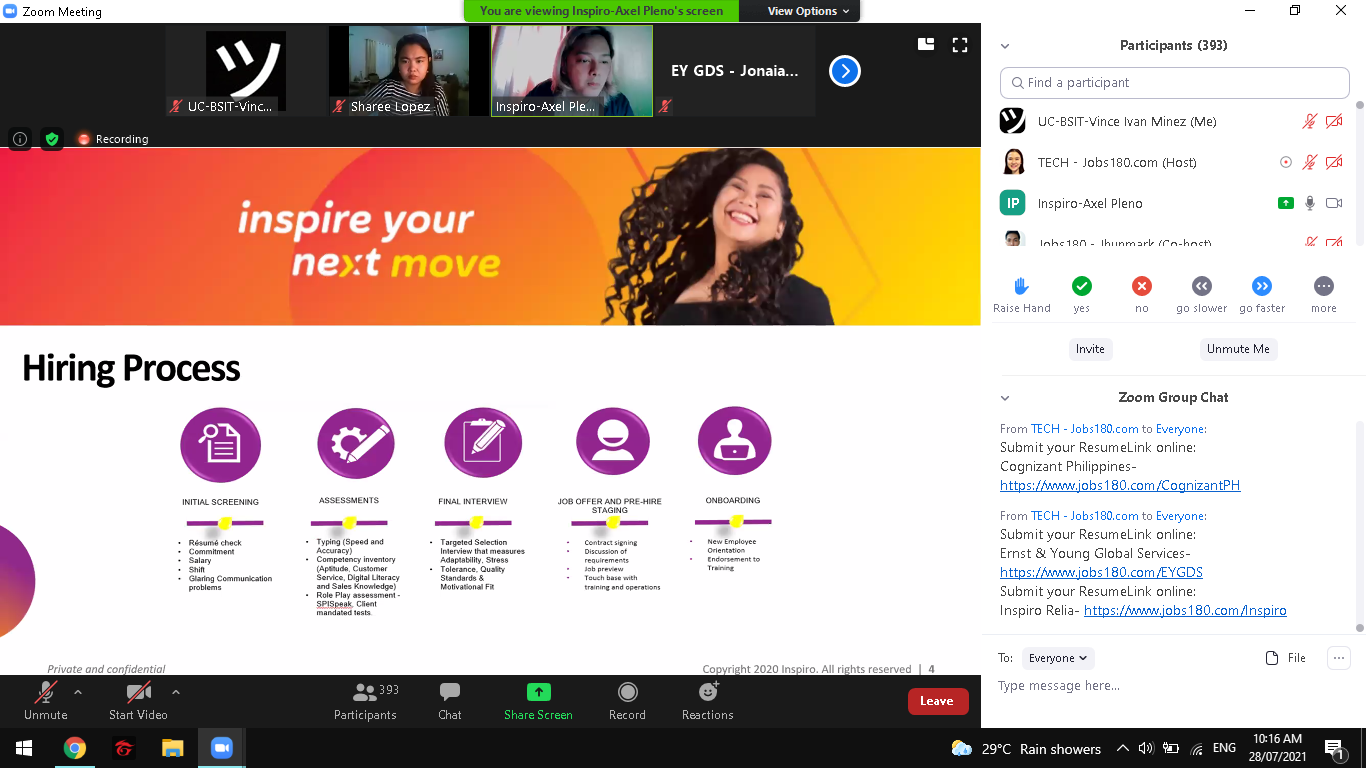 Zoom Meeting
You are viewing Inspiro-Axel Pleno's screen
View Options
UC-BSIT-Vinc...
Sharee Lopez
Inspiro-Axel Ple...
EY GDS - Jonaia...
Recording
inspire your
next move
Hiring Process
INITIAL SCREENING
• Résumé check
• Commitment
• Salary
• Shift
• Glaring Communication
problems
ASSESSMENTS
• Typing (Speed and
Accuracy)
• Competency inventory
(Aptitude, Customer
Service, Digital Literacy
and Sales Knowledge)
• Role Play assessment -
SPISpeak, Client
mandated tests.
FINAL INTERVIEW
• Targeted Selection
Interview that measures
Adaptability, Stress
• Tolerance, Quality
Standards &
Motivational Fit
JOB OFFER AND PRE-HIRE
STAGING
• Contract signing
• Discussion of
requirements
• Job preview
• Touch base with
training and operations
ONBOARDING
• New Employee
Orientation
• Endorsement to
Training
Private and confidential
Copyright 2020 Inspiro. All rights reserved | 4
Unmute
Start Video
393
Participants
Chat
Share Screen
Record
Reactions
Leave
Participants (393)
Find a participant
UC-BSIT-Vince Ivan Minez (Me)
TECH - Jobs180.com (Host)
IP
Inspiro-Axel Pleno
Jobs180 - Jhunmark (Co-host)
Raise Hand
yes
no
go slower
go faster
more
Invite
Unmute Me
Zoom Group Chat
From TECH - Jobs180.com to Everyone:
Submit your ResumeLink online:
Cognizant Philippines-
https://www.jobs180.com/CognizantPH
From TECH - Jobs180.com to Everyone:
Submit your ResumeLink online:
Ernst & Young Global Services-
https://www.jobs180.com/EYGDS
Submit your ResumeLink online:
Inspiro Relia- https://www.jobs180.com/Inspiro
To: Everyone
File
Type message here...
29°C Rain showers
ENG
10:16 AM
28/07/2021
1